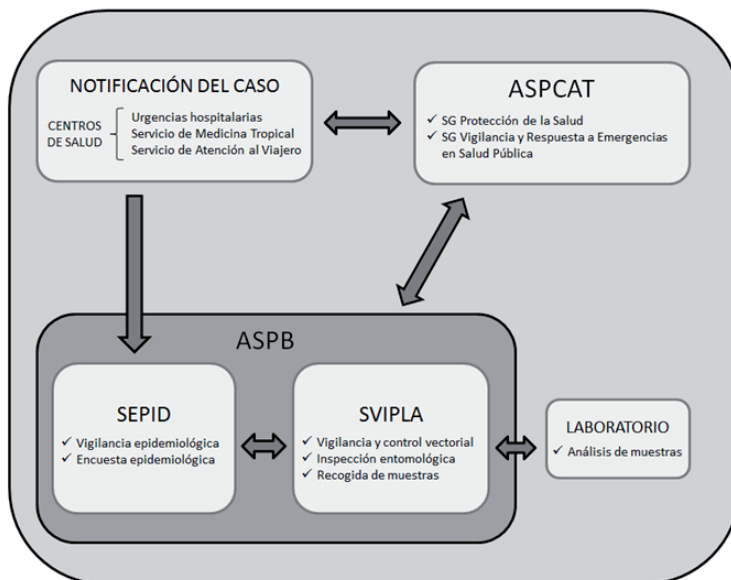 NOTIFICACIÓN DEL CASO
CENTROS
DE SALUD
Urgencias hospitalarias
Servicio de Medicina Tropical
Servicio de Atención al Viajero
ASPCAT
✓ SG Protección de la Salud
✓ SG Vigilancia y Respuesta a Emergencias
en Salud Pública
ASPB
SEPID
✓ Vigilancia epidemiológica
✓ Encuesta epidemiológica
SVIPLA
✓ Vigilancia y control vectorial
✓ Inspección entomológica
✓ Recogida de muestras
LABORATORIO
✓ Análisis de muestras